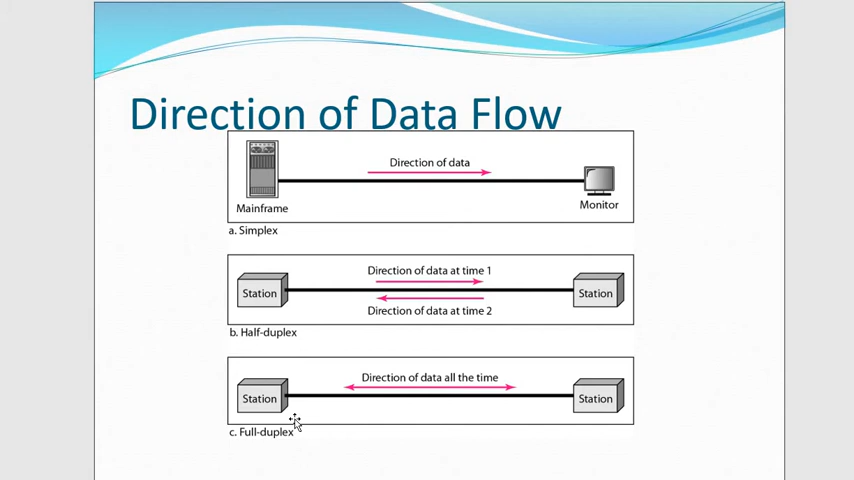 Direction of Data Flow
Direction of data
Mainframe
Monitor
a. Simplex
Direction of data at time 1
Station
Station
Direction of data at time 2
b. Half-duplex
Direction of data all the time
Station
Station
c. Full-duplex